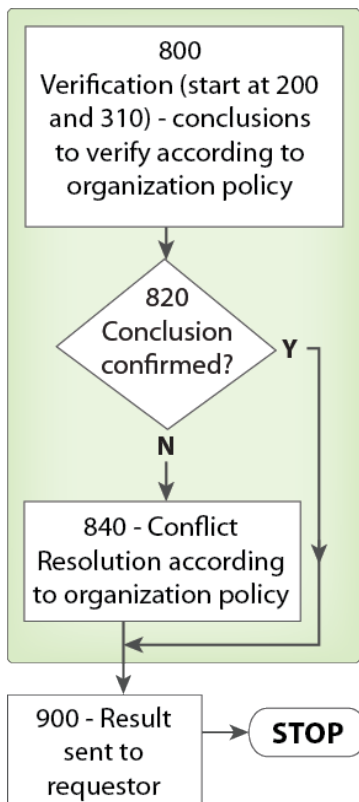 800
Verification (start at 200
and 310) - conclusions
to verify according to
organization policy
820
Conclusion
confirmed?
Y
N
840 - Conflict
Resolution according
to organization policy
900 - Result
sent to
requestor
STOP